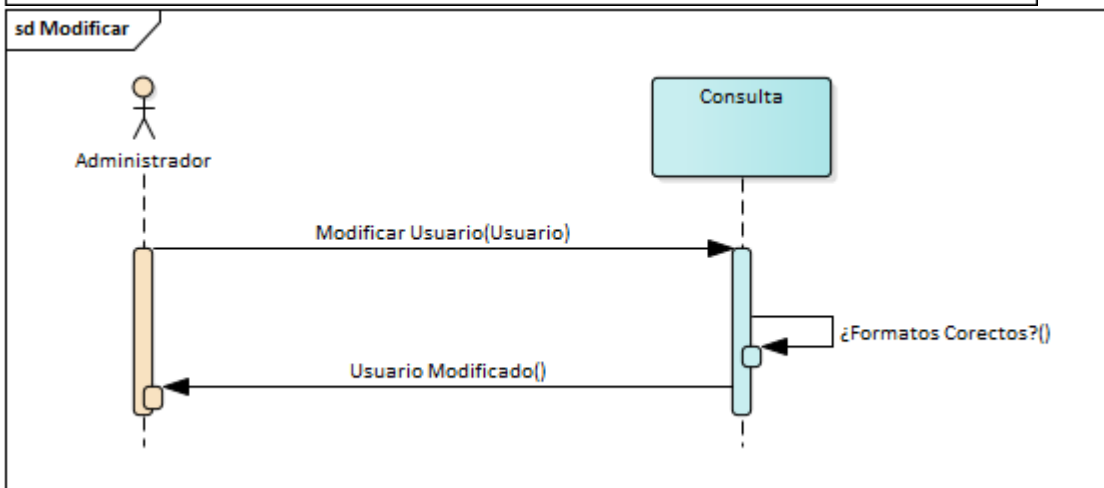 sd Modificar
Consulta
Administrador
Modificar Usuario(Usuario)
¿Formatos Corectos?()
Usuario Modificado()